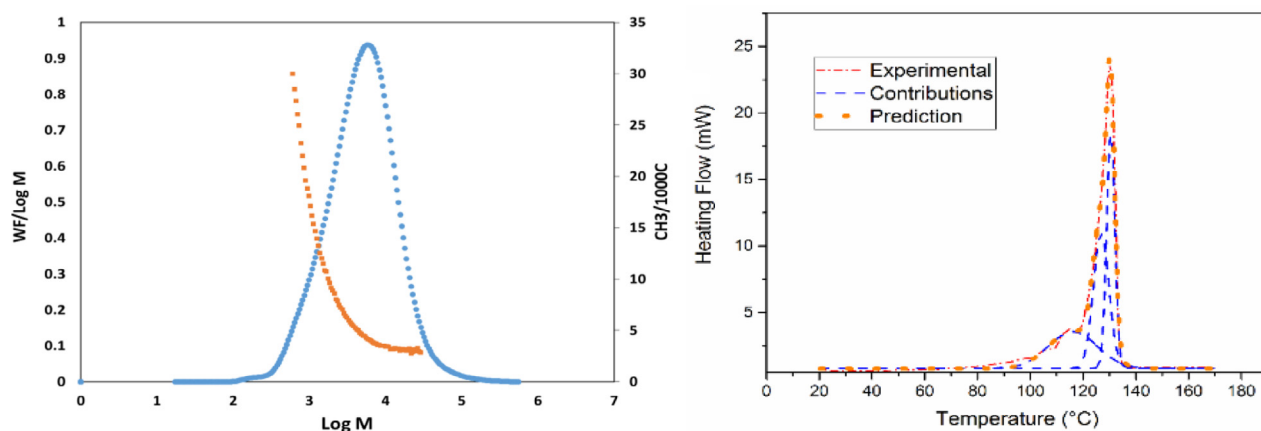 1
0.9
0.8
0.7
0.6
0.5
0.4
0.3
0.2
0.1
0
WF/Log M
0 1 2 3 4 5 6 7
Log M
35
30
25
20
15
10
5
0
CH3/1000C
25
20
15
10
5
Heating Flow (mW)
Experimental
Contributions
Prediction
0 20 40 60 80 100 120 140 160 180
Temperature (°C)